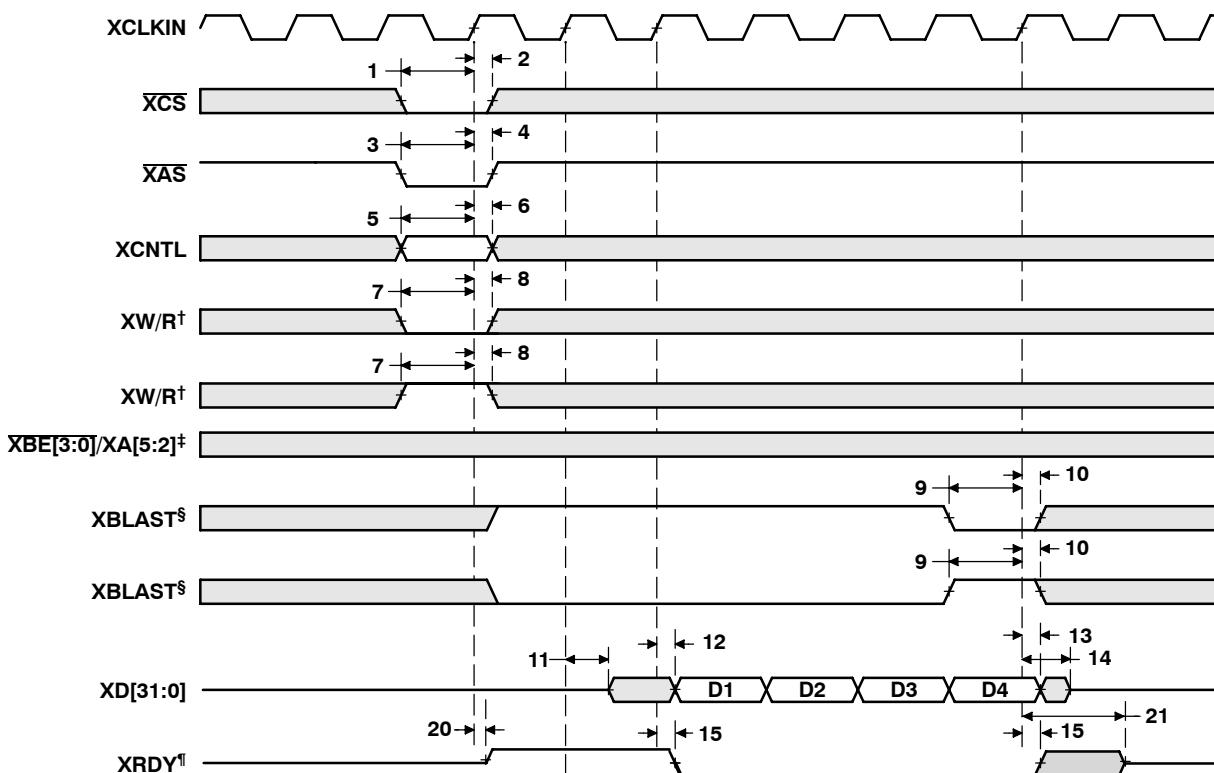 XCLKIN
1 2
XCS
3 4
XAS
5 6
XCNTL
7 8
XW/R†
7 8
XW/R†
XBE[3:0]/XA[5:2]‡
9 10
XBLAST§
9 10
XBLAST§
11 12 13
14
XD[31:0] D1 D2 D3 D4
20 15 15 21
XRDY¶